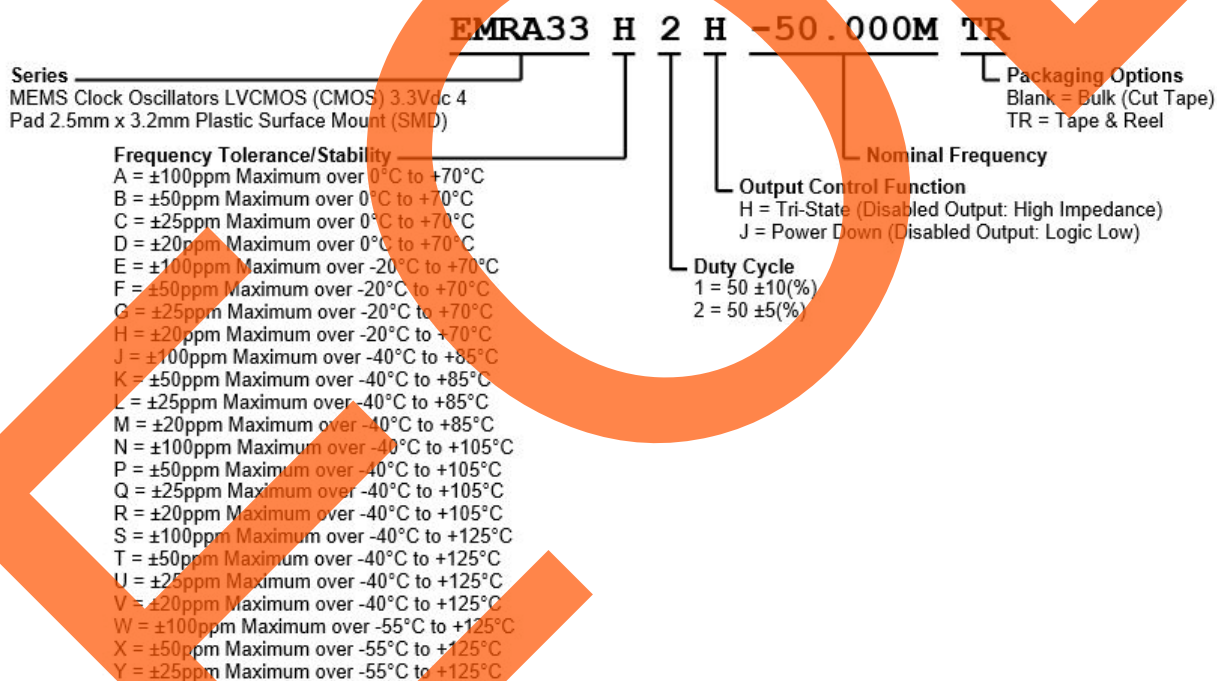 EMRA33 H 2 H -50.000M TR
Series
MEMS Clock Oscillators LVCMOS (CMOS) 3.3Vdc 4
Pad 2.5mm x 3.2mm Plastic Surface Mount (SMD)
Packaging Options
Blank = Bulk (Cut Tape)
TR = Tape & Reel
Frequency Tolerance/Stability
A = ±100ppm Maximum over 0°C to +70°C
B = ±50ppm Maximum over 0°C to +70°C
C = ±25ppm Maximum over 0°C to +70°C
D = ±20ppm Maximum over 0°C to +70°C
E = ±100ppm Maximum over -20°C to +70°C
F = ±50ppm Maximum over -20°C to +70°C
G = ±25ppm Maximum over -20°C to +70°C
H = ±20ppm Maximum over -20°C to +70°C
J = ±100ppm Maximum over -40°C to +85°C
K = ±50ppm Maximum over -40°C to +85°C
L = ±25ppm Maximum over -40°C to +85°C
M = ±20ppm Maximum over -40°C to +85°C
N = ±100ppm Maximum over -40°C to +105°C
P = ±50ppm Maximum over -40°C to +105°C
Q = ±25ppm Maximum over -40°C to +105°C
R = ±20ppm Maximum over -40°C to +105°C
S = ±100ppm Maximum over -40°C to +125°C
T = ±50ppm Maximum over -40°C to +125°C
U = ±25ppm Maximum over -40°C to +125°C
V = ±20ppm Maximum over -40°C to +125°C
W = ±100ppm Maximum over -55°C to +125°C
X = ±50ppm Maximum over -55°C to +125°C
Y = ±25ppm Maximum over -55°C to +125°C
Nominal Frequency
Output Control Function
H = Tri-State (Disabled Output: High Impedance)
J = Power Down (Disabled Output: Logic Low)
Duty Cycle
1 = 50 ±10(%)
2 = 50 ±5(%)